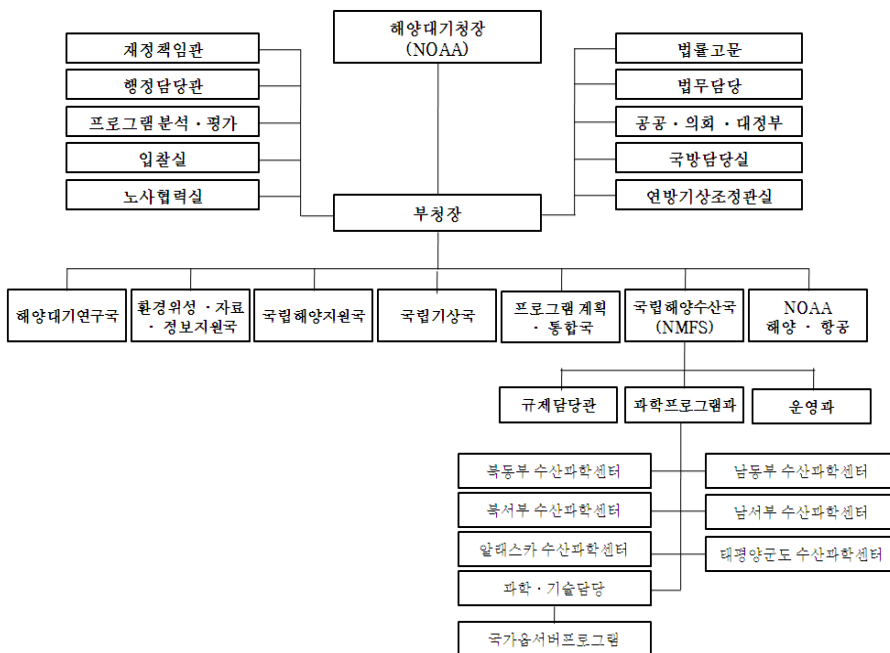 해양대기청장
(NOAA)
재정책임관
행정담당관
프로그램 분석・평가
입찰실
노사협력실
법률고문
법무담당
공공・의회 ・대정부
국방담당실
연방기상조정관실
부청장
해양대기연구국
환경위성 ・자료
・정보지원국
국립해양지원국
국립기상국
프로그램 계획
・통합국
국립해양수산국
(NMFS)
NOAA
해양 ・ 항공
규제담당관
과학프로그램과
운영과
북동부 수산과학센터
남동부 수산과학센터
북서부 수산과학센터
남서부 수산과학센터
알래스카 수산과학센터
태평양군도 수산과학센터
과학・기술담당
국가옵서버프로그램